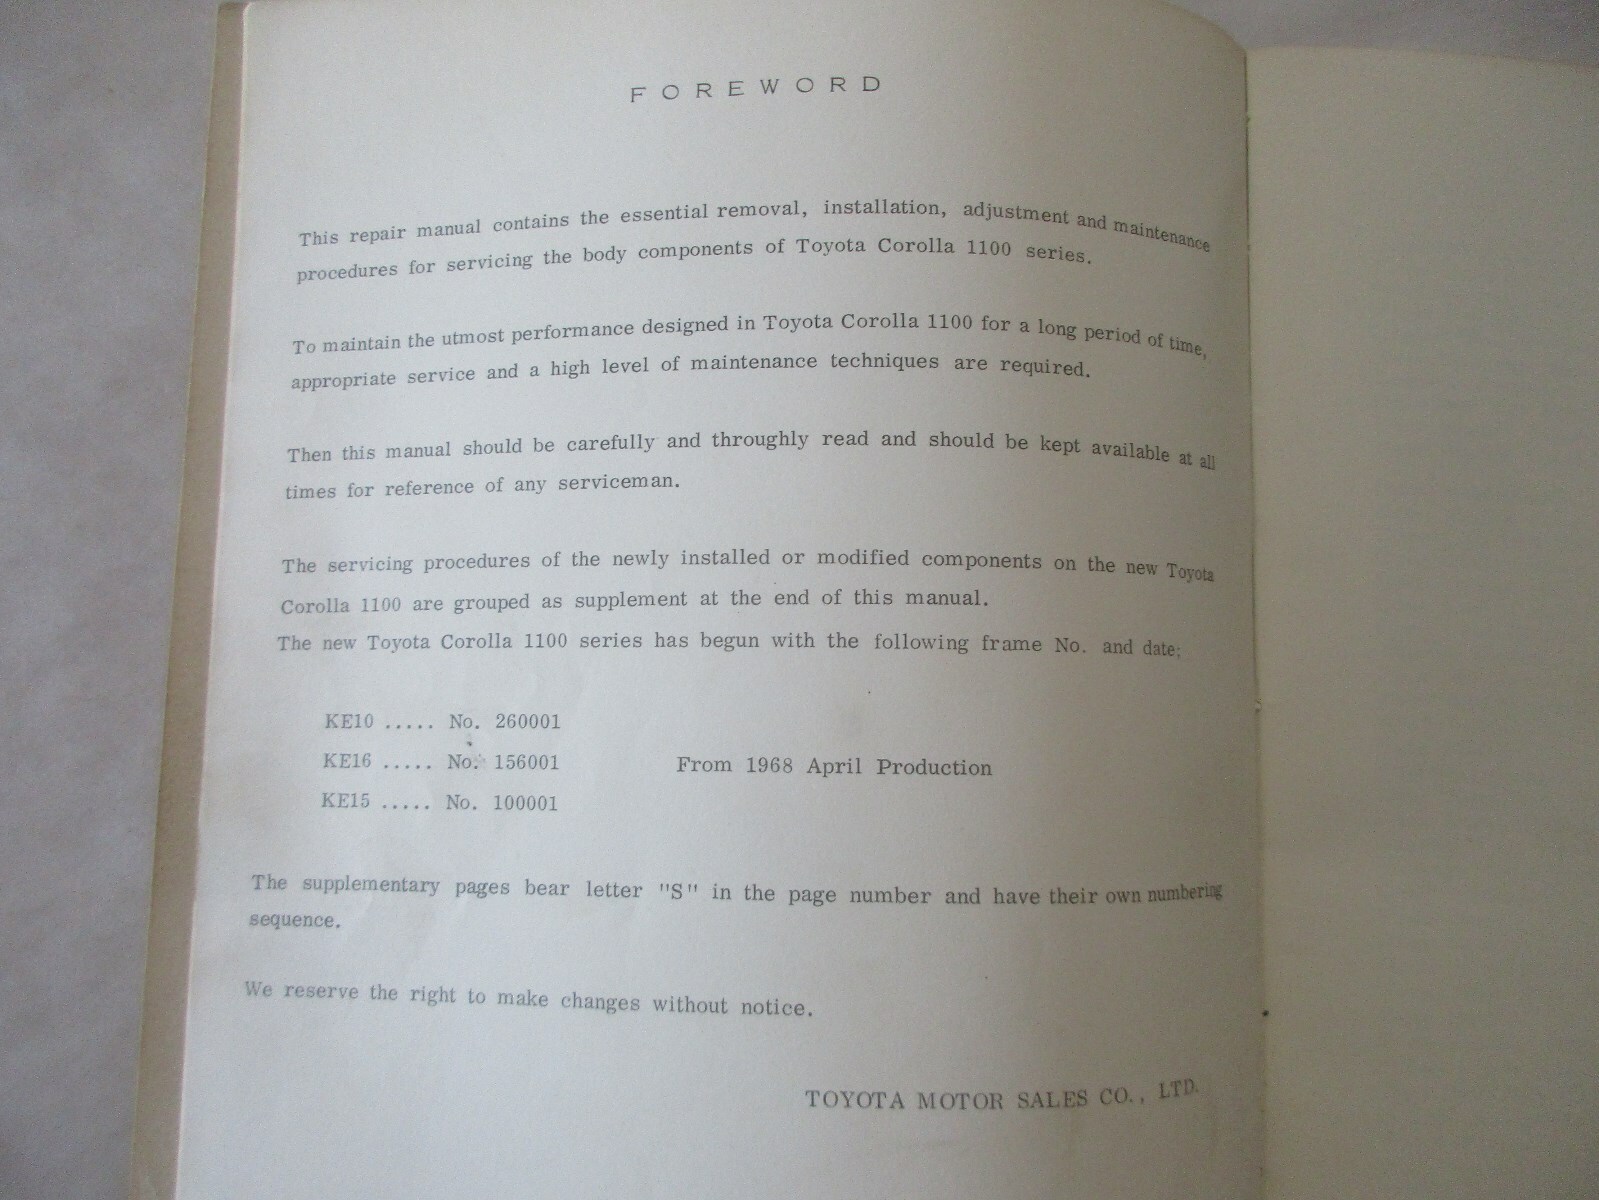 FOREWORD
This repair manual contains the essential removal, installation, adjustment and maintenance
procedures for servicing the body components of Toyota Corolla 1100 series.
To maintain the utmost performance designed in Toyota Corolla 1100 for a long period of time,
appropriate service and a high level of maintenance techniques are required.
Then this manual should be carefully and throughly read and should be kept available at all
times for reference of any serviceman.
The servicing procedures of the newly installed or modified components on the new Toyota
Corolla 1100 are grouped as supplement at the end of this manual.
The new Toyota Corolla 1100 series has begun with the following frame No. and date;
KE10 ..... No. 260001
KE16 ..... No. 156001 From 1968 April Production
KE15 ..... No. 100001
The supplementary pages bear letter "S" in the page number and have their own numbering
sequence.
We reserve the right to make changes without notice.
TOYOTA MOTOR SALES CO., LTD.